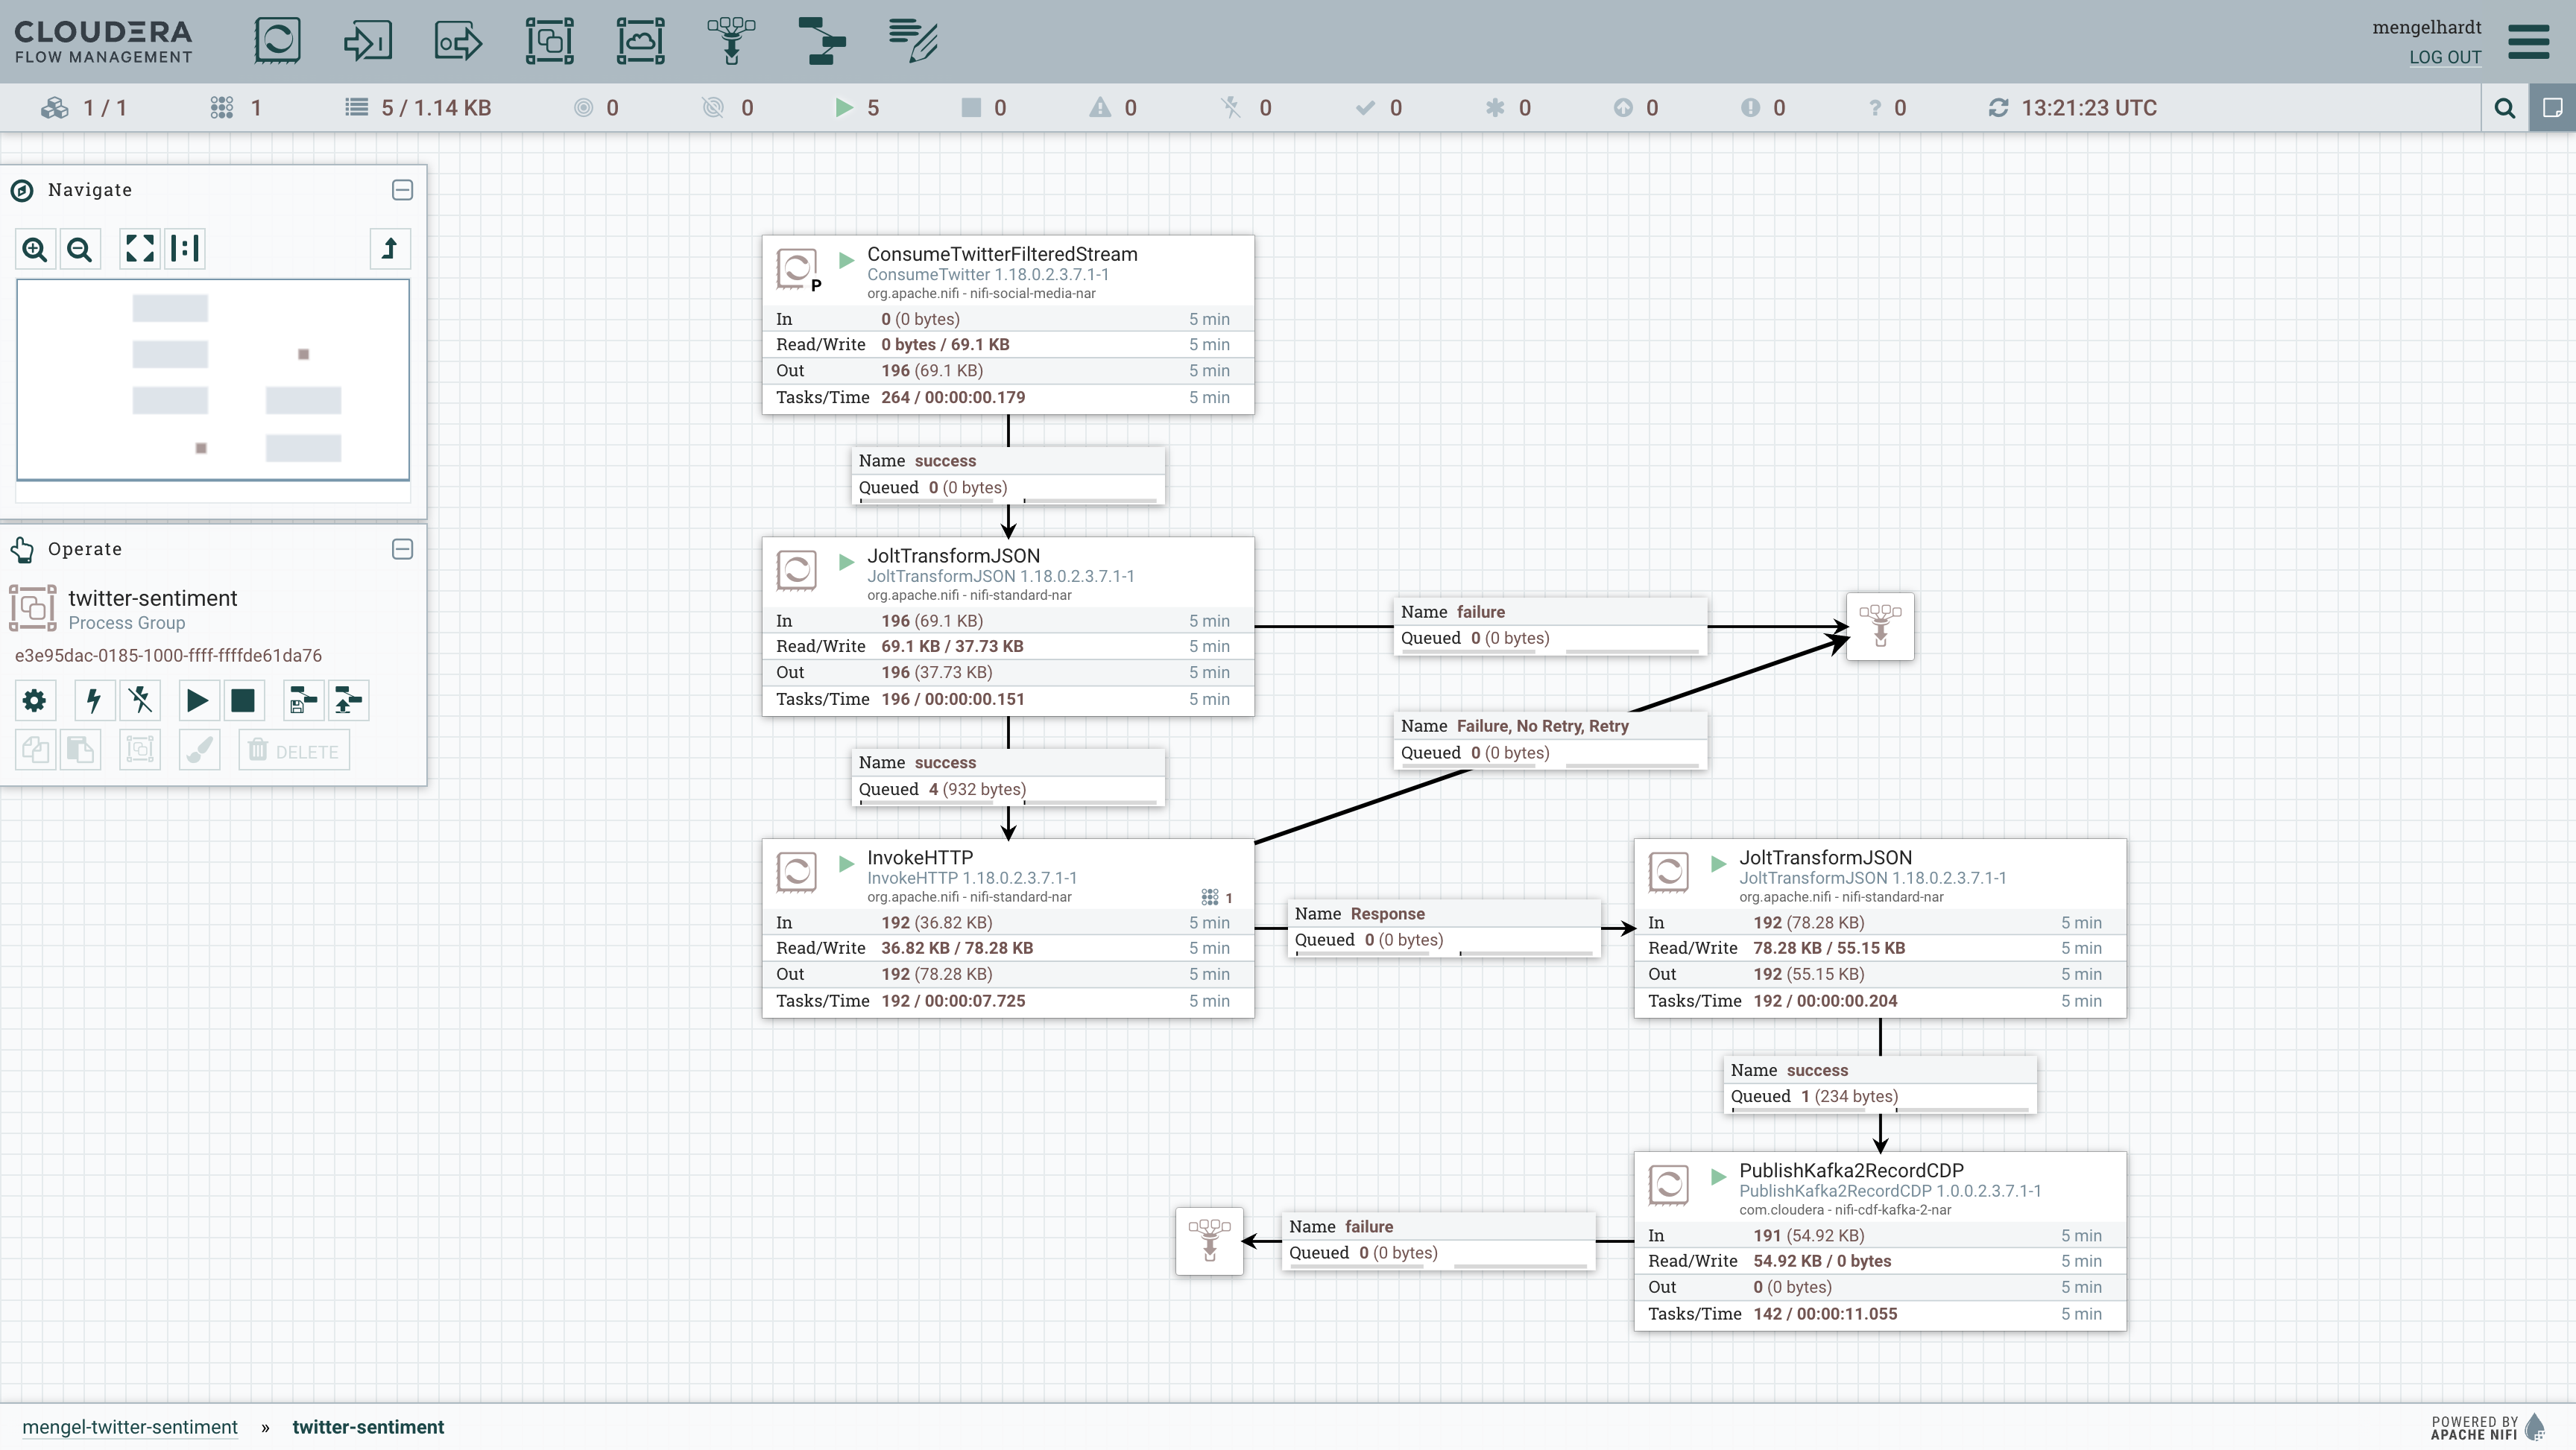 CLOUDERA
FLOW MANAGEMENT
mengelhardt
LOG OUT
1 / 1
1
5 / 1.14 KB
0
0
5
0
0
0
0
0
0
0
? 0
13:21:23 UTC
Navigate
Operate
twitter-sentiment
Process Group
e3e95dac-0185-1000-ffff-ffffde61da76
DELETE
P
ConsumeTwitterFilteredStream
ConsumeTwitter 1.18.0.2.3.7.1-1
org.apache.nifi - nifi-social-media-nar
In 0 (0 bytes) 5 min
Read/Write 0 bytes / 69.1 KB 5 min
Out 196 (69.1 KB) 5 min
Tasks/Time 264 / 00:00:00.179 5 min
Name success
Queued 0 (0 bytes)
JoltTransformJSON
JoltTransformJSON 1.18.0.2.3.7.1-1
org.apache.nifi - nifi-standard-nar
In 196 (69.1 KB) 5 min
Read/Write 69.1 KB / 37.73 KB 5 min
Out 196 (37.73 KB) 5 min
Tasks/Time 196 / 00:00:00.151 5 min
Name failure
Queued 0 (0 bytes)
Name Failure, No Retry, Retry
Queued 0 (0 bytes)
Name success
Queued 4 (932 bytes)
InvokeHTTP
InvokeHTTP 1.18.0.2.3.7.1-1
org.apache.nifi - nifi-standard-nar
1
In 192 (36.82 KB) 5 min
Read/Write 36.82 KB / 78.28 KB 5 min
Out 192 (78.28 KB) 5 min
Tasks/Time 192 / 00:00:07.725 5 min
Name Response
Queued 0 (0 bytes)
JoltTransformJSON
JoltTransformJSON 1.18.0.2.3.7.1-1
org.apache.nifi - nifi-standard-nar
In 192 (78.28 KB) 5 min
Read/Write 78.28 KB / 55.15 KB 5 min
Out 192 (55.15 KB) 5 min
Tasks/Time 192 / 00:00:00.204 5 min
Name success
Queued 1 (234 bytes)
PublishKafka2RecordCDP
PublishKafka2RecordCDP 1.0.0.2.3.7.1-1
com.cloudera - nifi-cdf-kafka-2-nar
In 191 (54.92 KB) 5 min
Read/Write 54.92 KB / 0 bytes 5 min
Out 0 (0 bytes) 5 min
Tasks/Time 142 / 00:00:11.055 5 min
Name failure
Queued 0 (0 bytes)
mengel-twitter-sentiment » twitter-sentiment
POWERED BY
APACHE NIFI